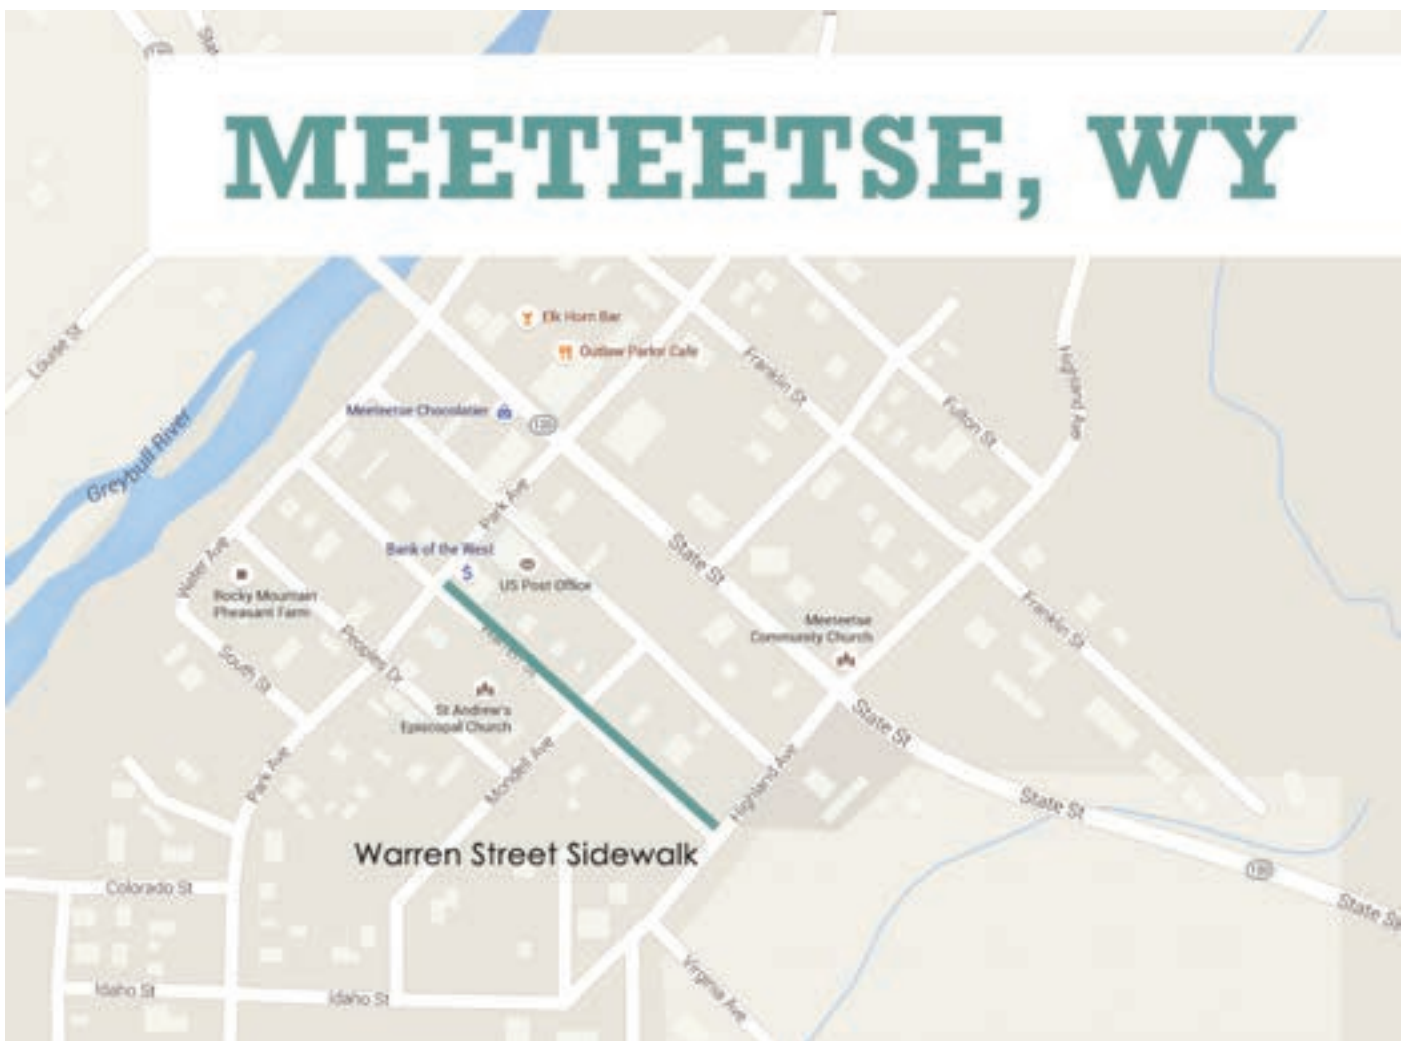 MEETEETSE, WY
Elk Horn Bar
Outlaw Parlor Cafe
Louise St
Franklin St
Highland Ave
Meeteetse Chocolatier
120
Fulton St
Greybull River
Park Ave
State St
Bank of the West
$
US Post Office
Water Ave
Rocky Mountain
Pheasant Farm
Meeteetse
Community Church
Franklin St
Warren St
Peoples Dr
South St
St Andrew's
Episcopal Church
State St
Park Ave
Mondell Ave
Highland Ave
State St
Warren Street Sidewalk
120
Colorado St
State St
Virginia Ave
Idaho St
Idaho St